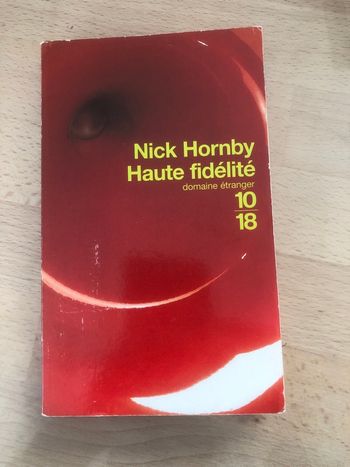 Nick Hornby
Haute fidélité
domaine étranger
10
18